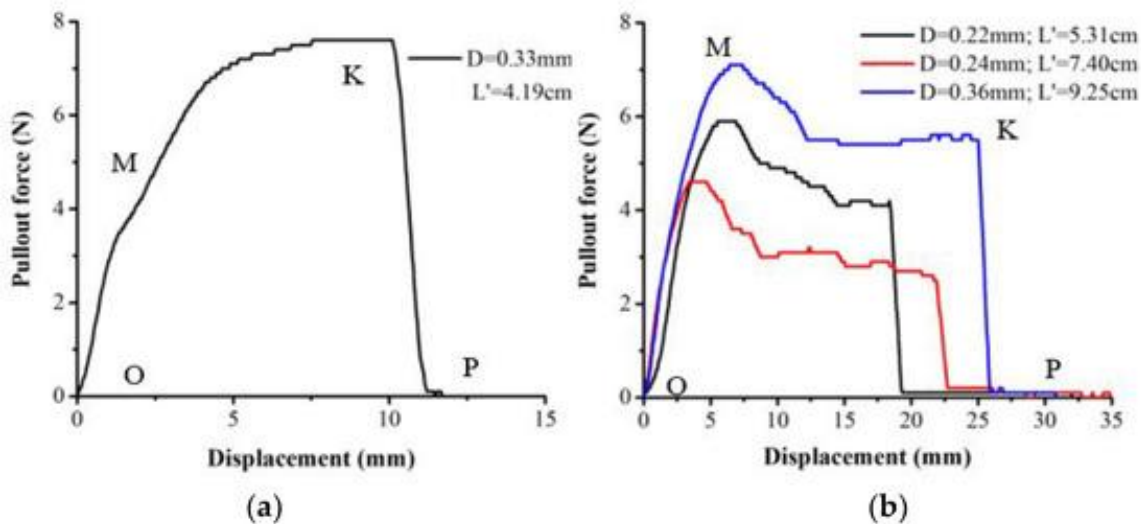 8
6
4
2
0
Pullout force (N)
M
K
O
P
D=0.33mm
L'=4.19cm
0
5
10
15
Displacement (mm)
(a)
8
6
4
2
0
Pullout force (N)
M
K
O
P
D=0.22mm; L'=5.31cm
D=0.24mm; L'=7.40cm
D=0.36mm; L'=9.25cm
0
5
10
15
20
25
30
35
Displacement (mm)
(b)